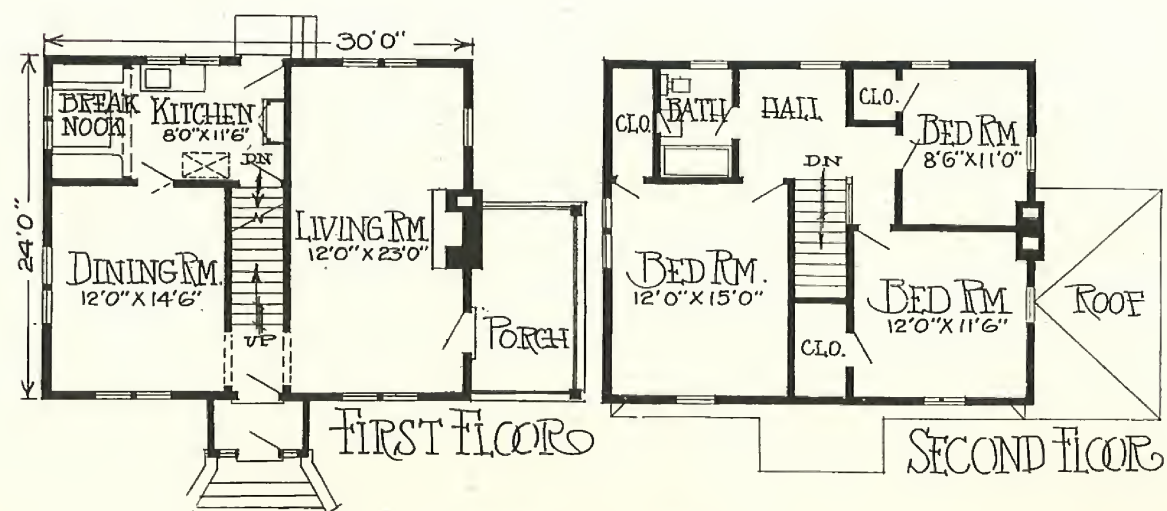 30'0"
24'0"
BREAK
NOOK
KITCHEN
8'0"X11'6"
DN
LIVING RM.
12'0"X23'0"
DINING RM.
12'0"X14'6"
UP
PORCH
FIRST FLOOR
CLO.
BATH
HALL
CLO.
BED RM
8'6"X11'0"
DN
BED RM.
12'0"X15'0"
BED RM
12'0"X11'6"
CLO.
ROOF
SECOND FLOOR